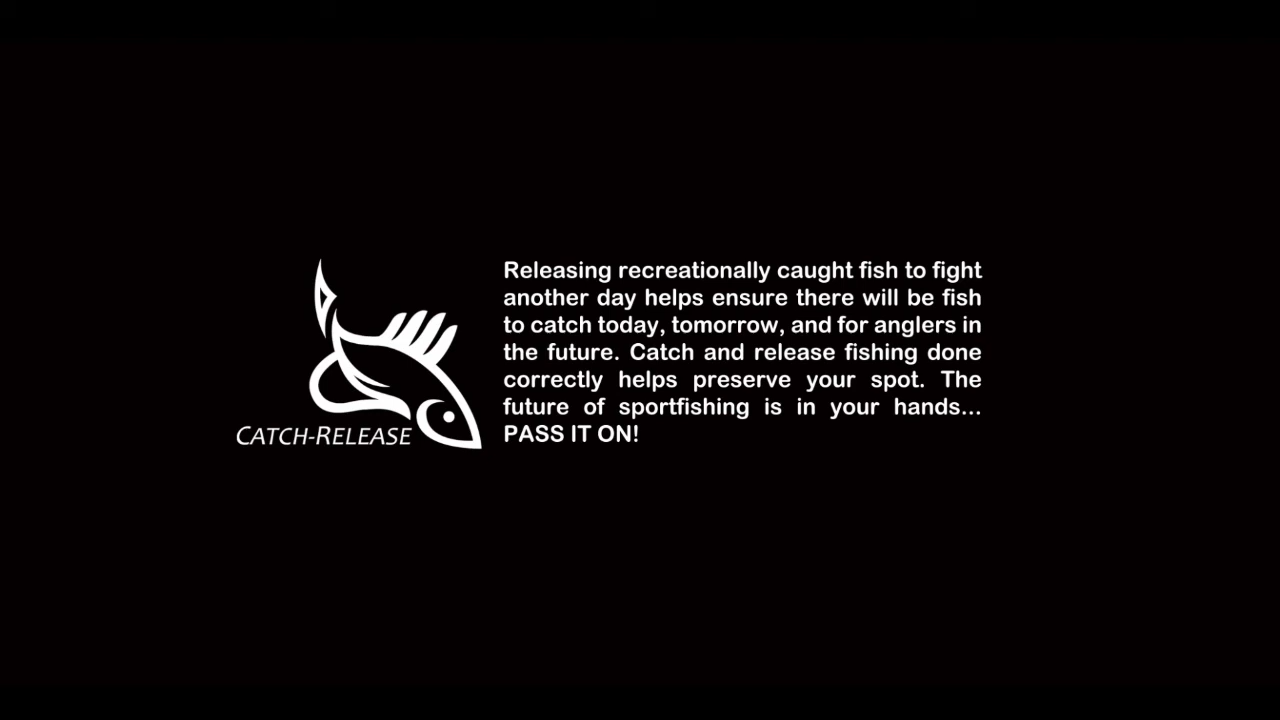 Releasing recreationally caught fish to fight
another day helps ensure there will be fish
to catch today, tomorrow, and for anglers in
the future. Catch and release fishing done
correctly helps preserve your spot. The
future of sportfishing is in your hands...
PASS IT ON!
CATCH-RELEASE